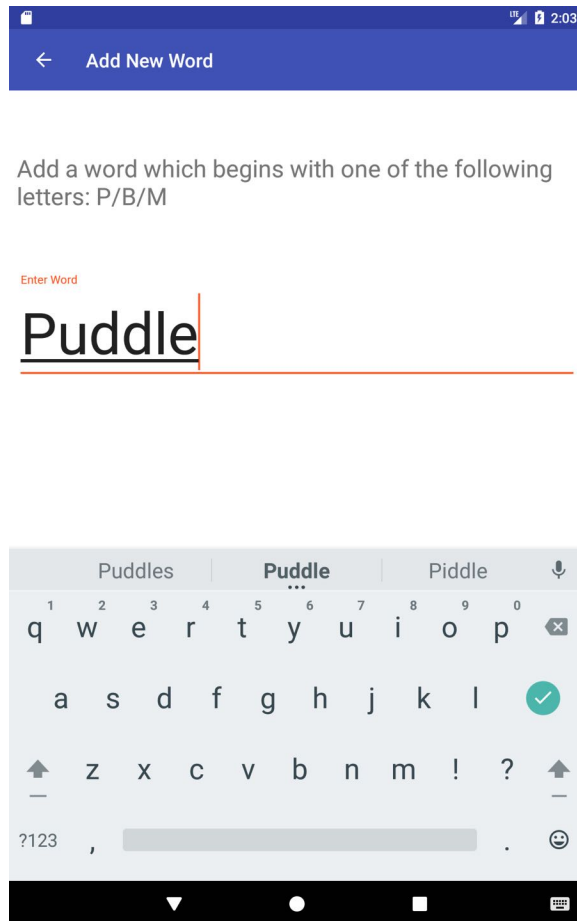 LTE 2:03
Add New Word
Add a word which begins with one of the following
letters: P/B/M
Enter Word
Puddle
Puddles Puddle Piddle
1 2 3 4 5 6 7 8 9 0
q w e r t y u i o p
a s d f g h j k l
z x c v b n m ! ?
?123 , .